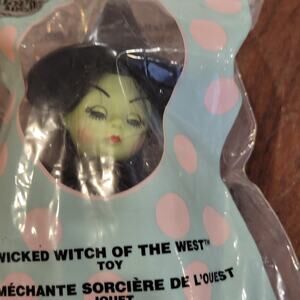 WICKED WITCH OF THE WEST™
TOY
MÉCHANTE SORCIÈRE DE L'OUEST
JOUET